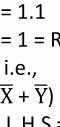 = 1.1
= 1 = R
i.e.,
X̅ + Y̅)
L.H.S =